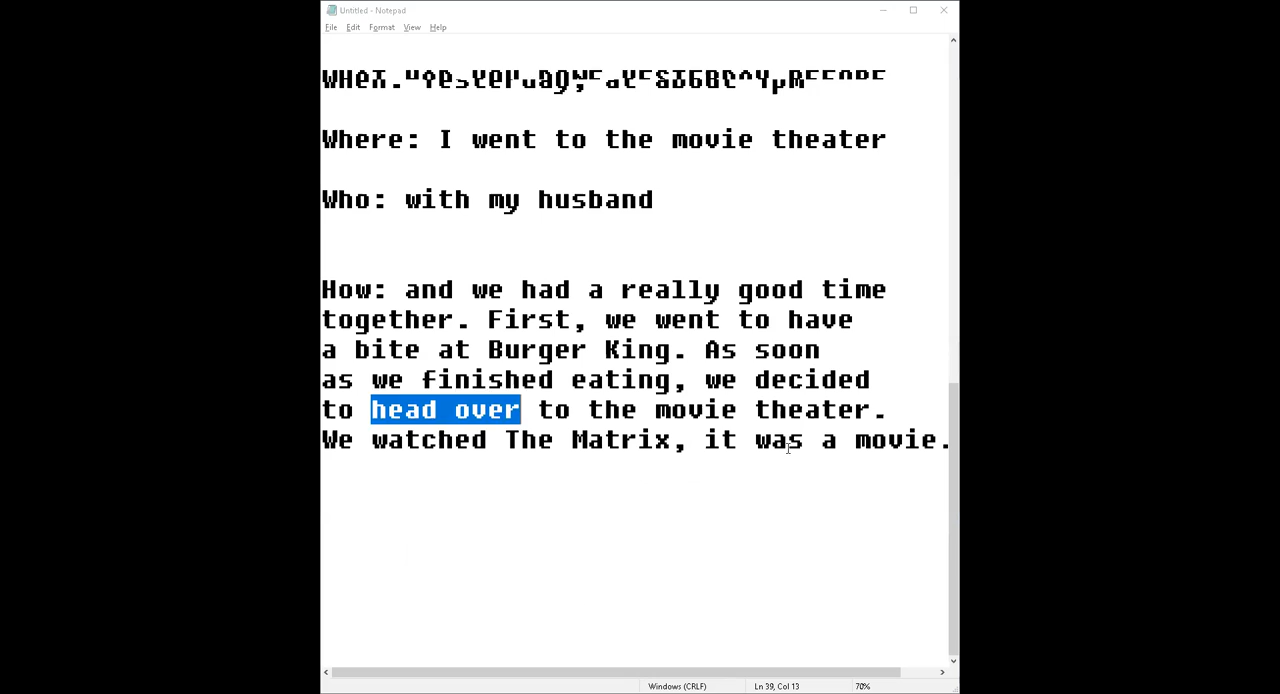 Untitled - Notepad
File Edit Format View Help
Where: I went to the movie theater
Who: with my husband
How: and we had a really good time
together. First, we went to have
a bite at Burger King. As soon
as we finished eating, we decided
to head over to the movie theater.
We watched The Matrix, it was a movie.
Windows (CRLF) Ln 39, Col 13 70%